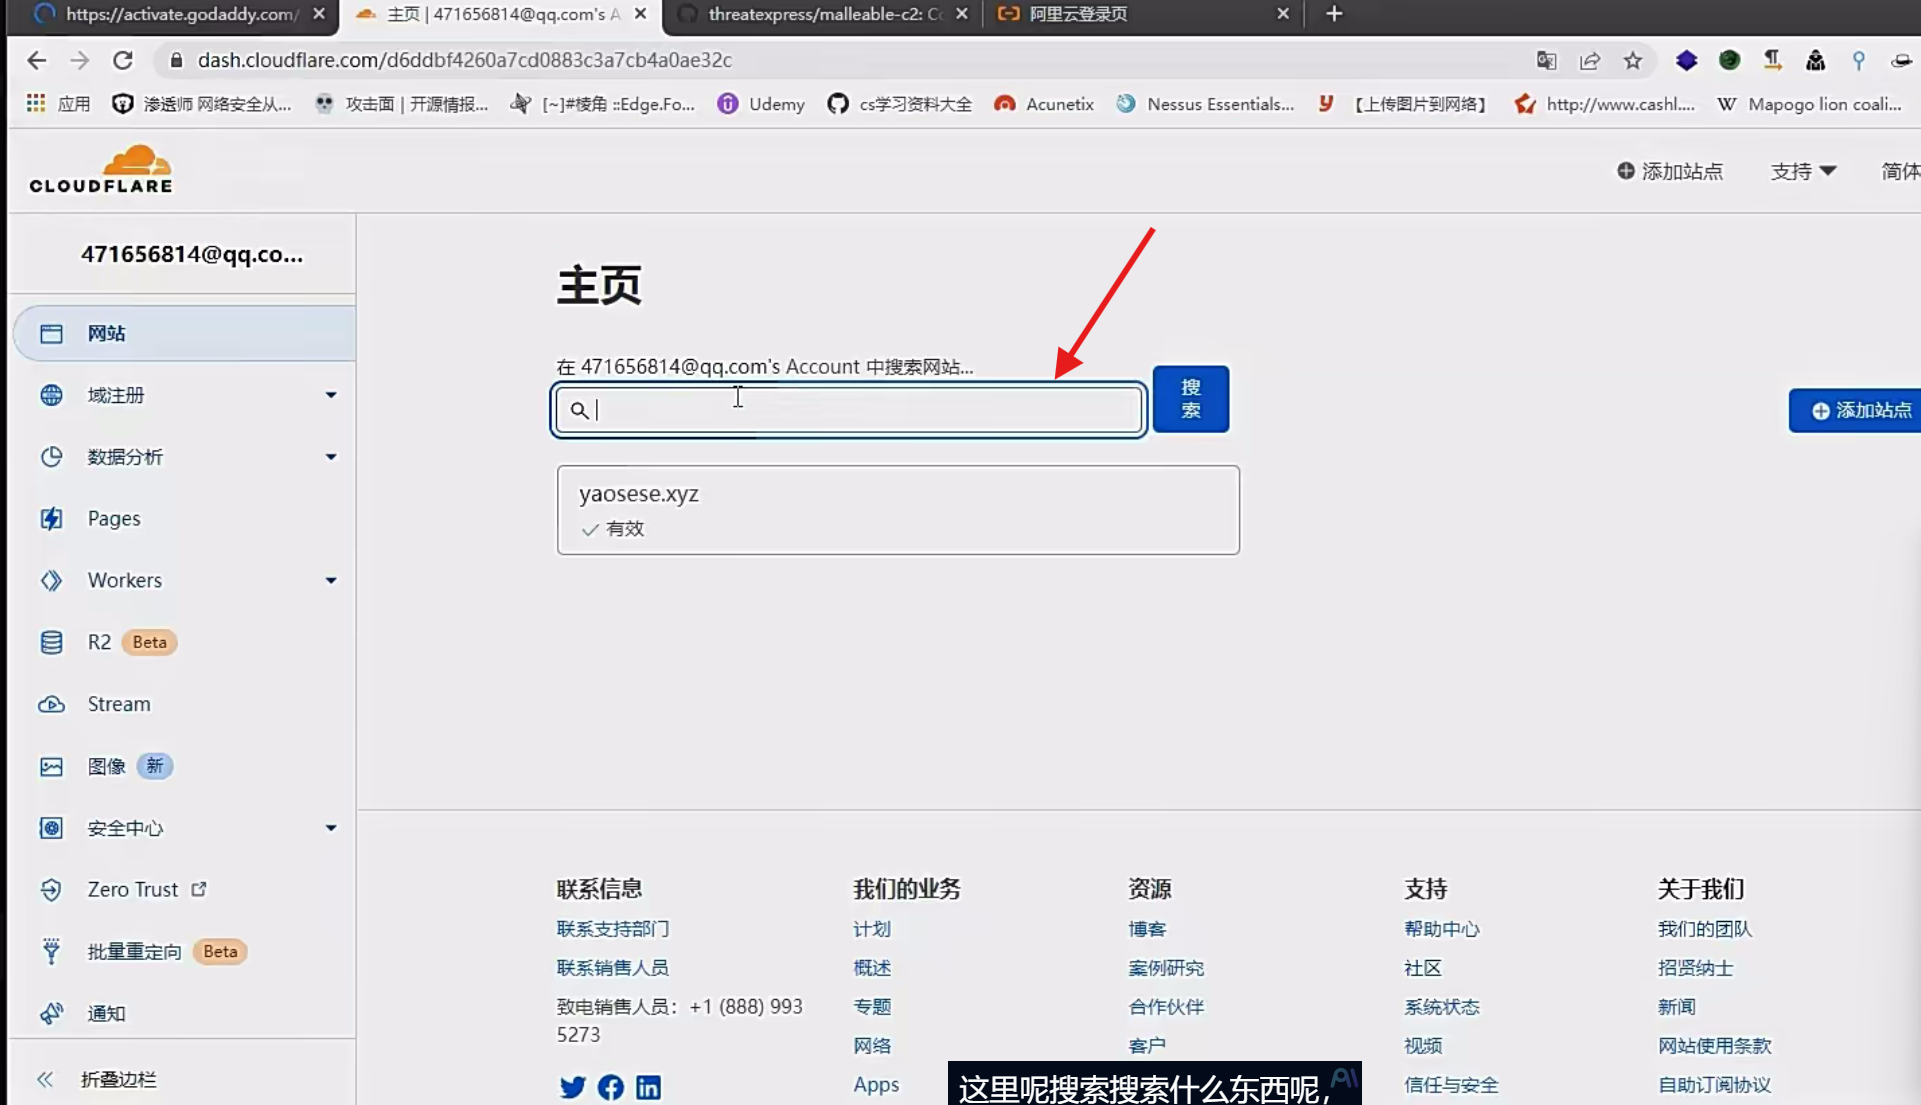 https://activate.godaddy.com/
主页 | 471656814@qq.com's A
threatexpress/malleable-c2: Co
阿里云登录页
dash.cloudflare.com/d6ddbf4260a7cd0883c3a7cb4a0ae32c
应用
渗透师 网络安全从...
攻击面 | 开源情报...
[~]#棱角 ::Edge.Fo...
Udemy
cs学习资料大全
Acunetix
Nessus Essentials...
【上传图片到网络】
http://www.cashl....
W Mapogo lion coali...
CLOUDFLARE
添加站点
支持
简体
471656814@qq.co...
网站
域注册
数据分析
Pages
Workers
R2 Beta
Stream
图像 新
安全中心
Zero Trust
批量重定向 Beta
通知
折叠边栏
主页
在 471656814@qq.com's Account 中搜索网站...
搜
索
添加站点
yaosese.xyz
有效
联系信息
联系支持部门
联系销售人员
致电销售人员：+1 (888) 993
5273
我们的业务
计划
概述
专题
网络
Apps
资源
博客
案例研究
合作伙伴
客户
支持
帮助中心
社区
系统状态
视频
信任与安全
关于我们
我们的团队
招贤纳士
新闻
网站使用条款
自助订阅协议
这里呢搜索搜索什么东西呢，
AI